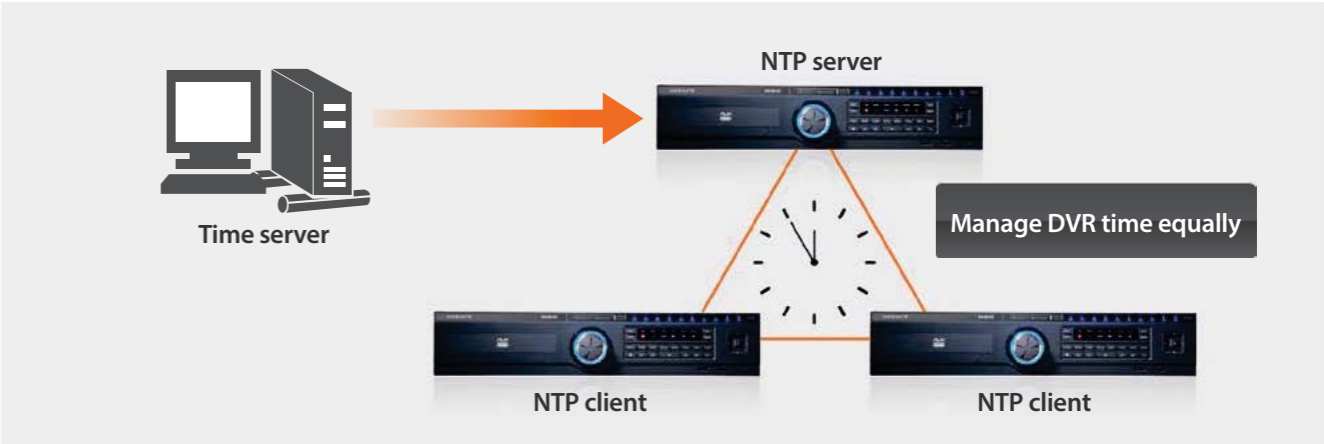 NTP server
Time server
Manage DVR time equally
NTP client
NTP client